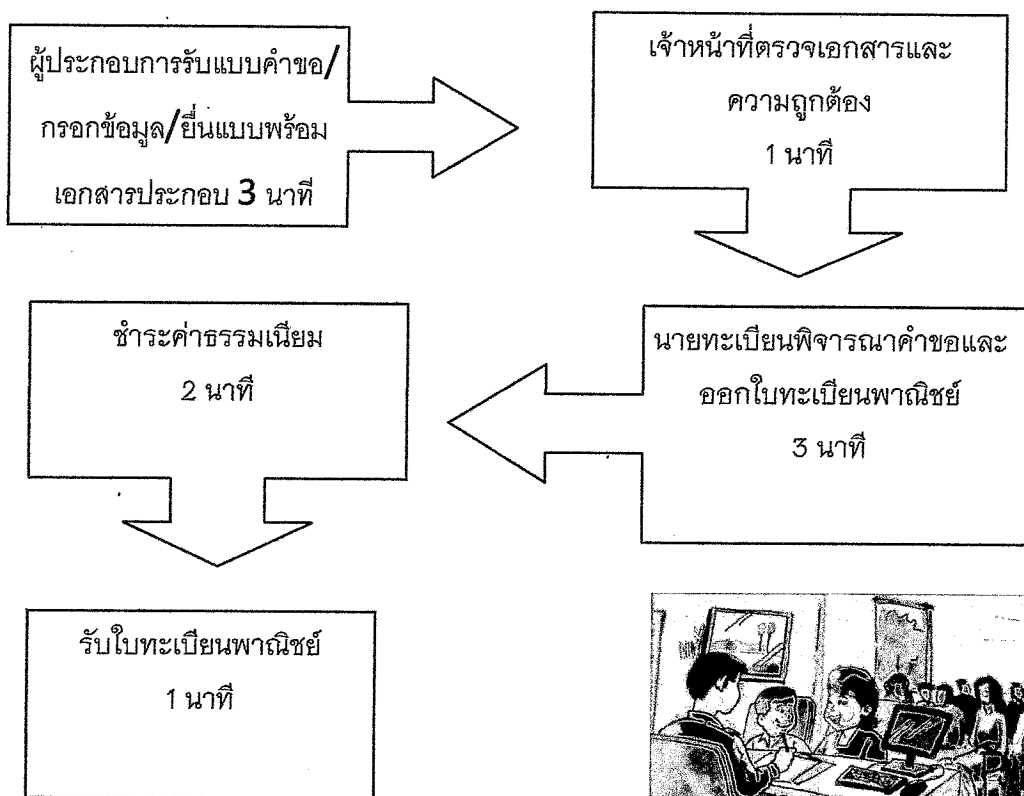 ผู้ประกอบการรับแบบคำขอ/
กรอกข้อมูล/ยื่นแบบพร้อม
เอกสารประกอบ 3 นาที
เจ้าหน้าที่ตรวจเอกสารและ
ความถูกต้อง
1 นาที
นายทะเบียนพิจารณาคำขอและ
ออกใบทะเบียนพาณิชย์
3 นาที
ชำระค่าธรรมเนียม
2 นาที
รับใบทะเบียนพาณิชย์
1 นาที